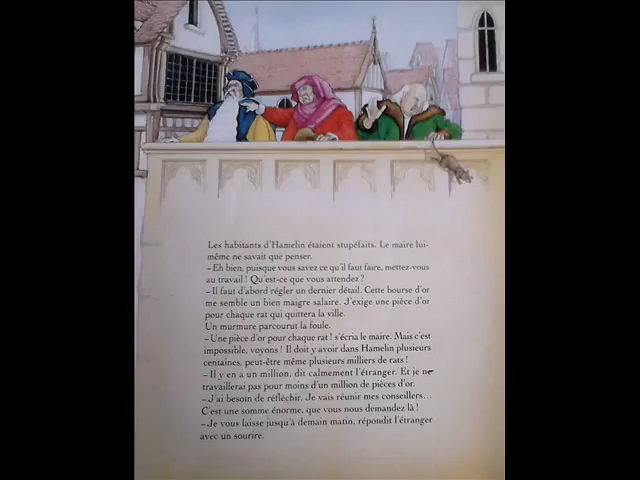 Les habitants d'Hamelin étaient stupéfaits. Le maire lui-
même ne savait que penser.
– Eh bien, puisque vous savez ce qu'il faut faire, mettez-vous
au travail ! Qu'est-ce que vous attendez ?
– Il faut d'abord régler un dernier détail. Cette bourse d'or
me semble un bien maigre salaire. J'exige une pièce d'or
pour chaque rat qui quittera la ville.
Un murmure parcourut la foule.
– Une pièce d'or pour chaque rat ! s'écria le maire. Mais c'est
impossible, voyons ! Il doit y avoir dans Hamelin plusieurs
centaines, peut-être même plusieurs milliers de rats !
– Il y en a un million, dit calmement l'étranger. Et je ne
travaillerai pas pour moins d'un million de pièces d'or.
– J'ai besoin de réfléchir. Je vais réunir mes conseillers...
C'est une somme énorme, que vous nous demandez là !
– Je vous laisse jusqu'à demain matin, répondit l'étranger
avec un sourire.